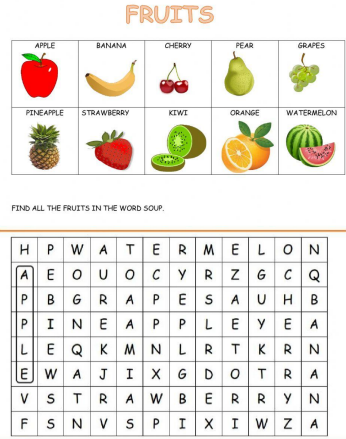 FRUITS
APPLE BANANA CHERRY PEAR GRAPES
PINEAPPLE STRAWBERRY KIWI ORANGE WATERMELON
FIND ALL THE FRUITS IN THE WORD SOUP.
H P W A T E R M E L O N
A E O U O C Y R Z G C Q
P B G R A P E S A U H B
P I N E A P P L E Y E A
L E Q K M N L R T K R N
E W A J I X G D O T R A
V S T R A W B E R R Y N
F S N V S P I X I W Z A